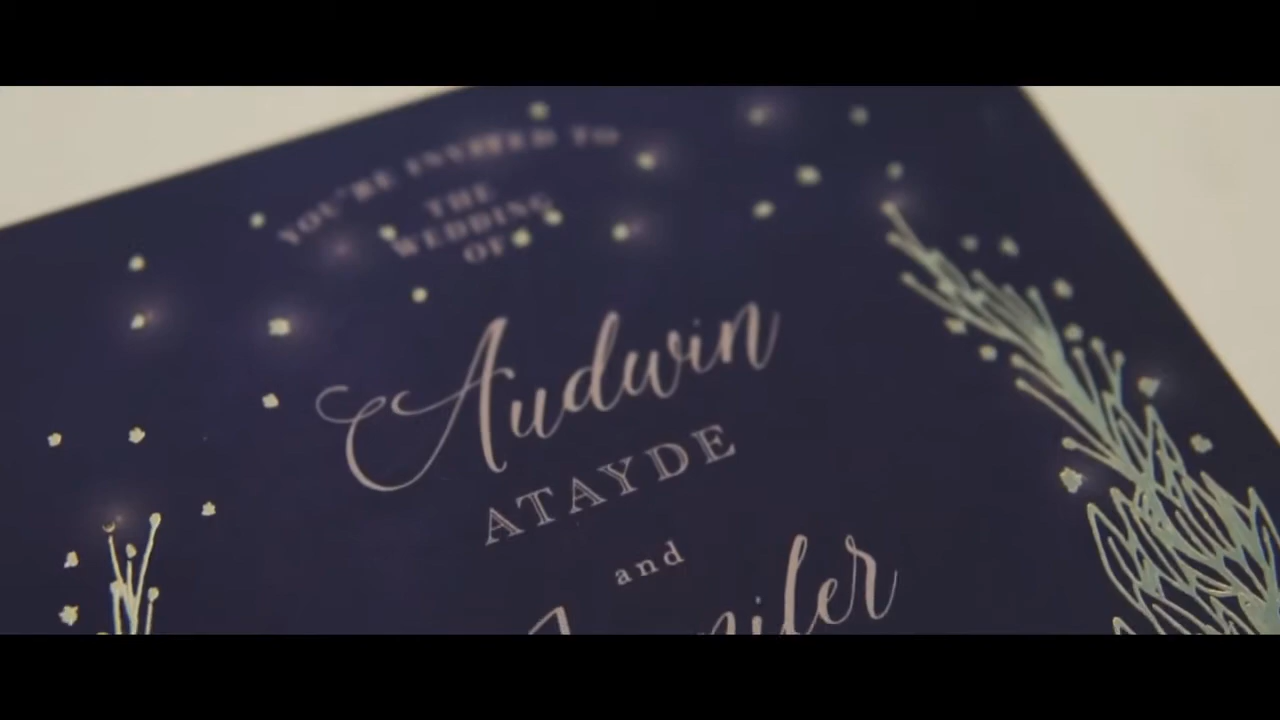 YOU'RE INVITED TO
THE
WEDDING
OF
Audwin
ATAYDE
and